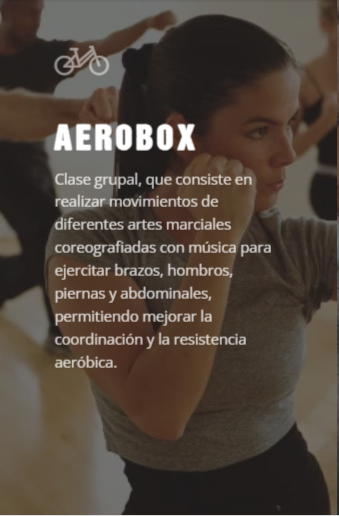 AEROBOX
Clase grupal, que consiste en
realizar movimientos de
diferentes artes marciales
coreografiadas con música para
ejercitar brazos, hombros,
piernas y abdominales,
permitiendo mejorar la
coordinación y la resistencia
aeróbica.